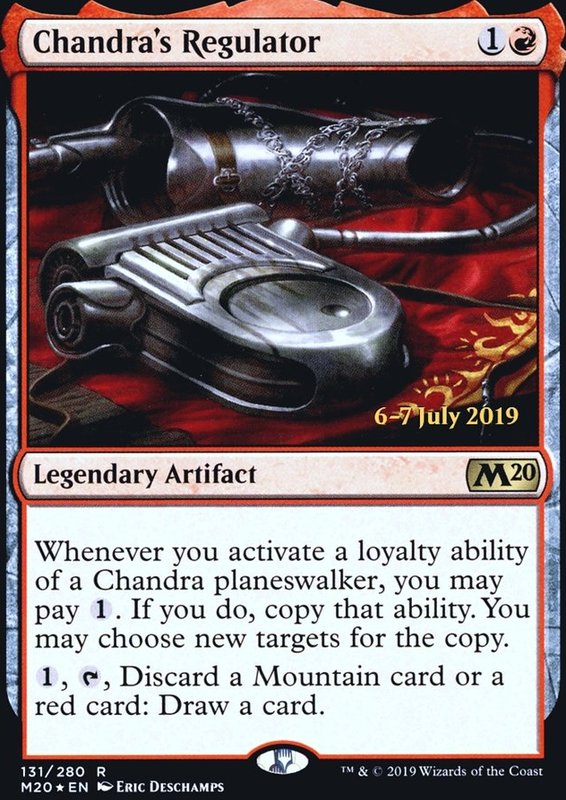 Chandra's Regulator 1
6–7 July 2019
Legendary Artifact M20
Whenever you activate a loyalty ability
of a Chandra planeswalker, you may
pay 1. If you do, copy that ability. You
may choose new targets for the copy.
1, , Discard a Mountain card or a
red card: Draw a card.
131/280 R
M20★EN Eric Deschamps
™ & © 2019 Wizards of the Coast